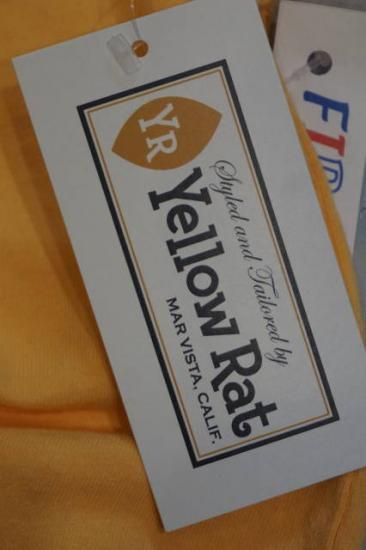 YR
Styled and Tailored by
Yellow Rat
MAR VISTA, CALIF.